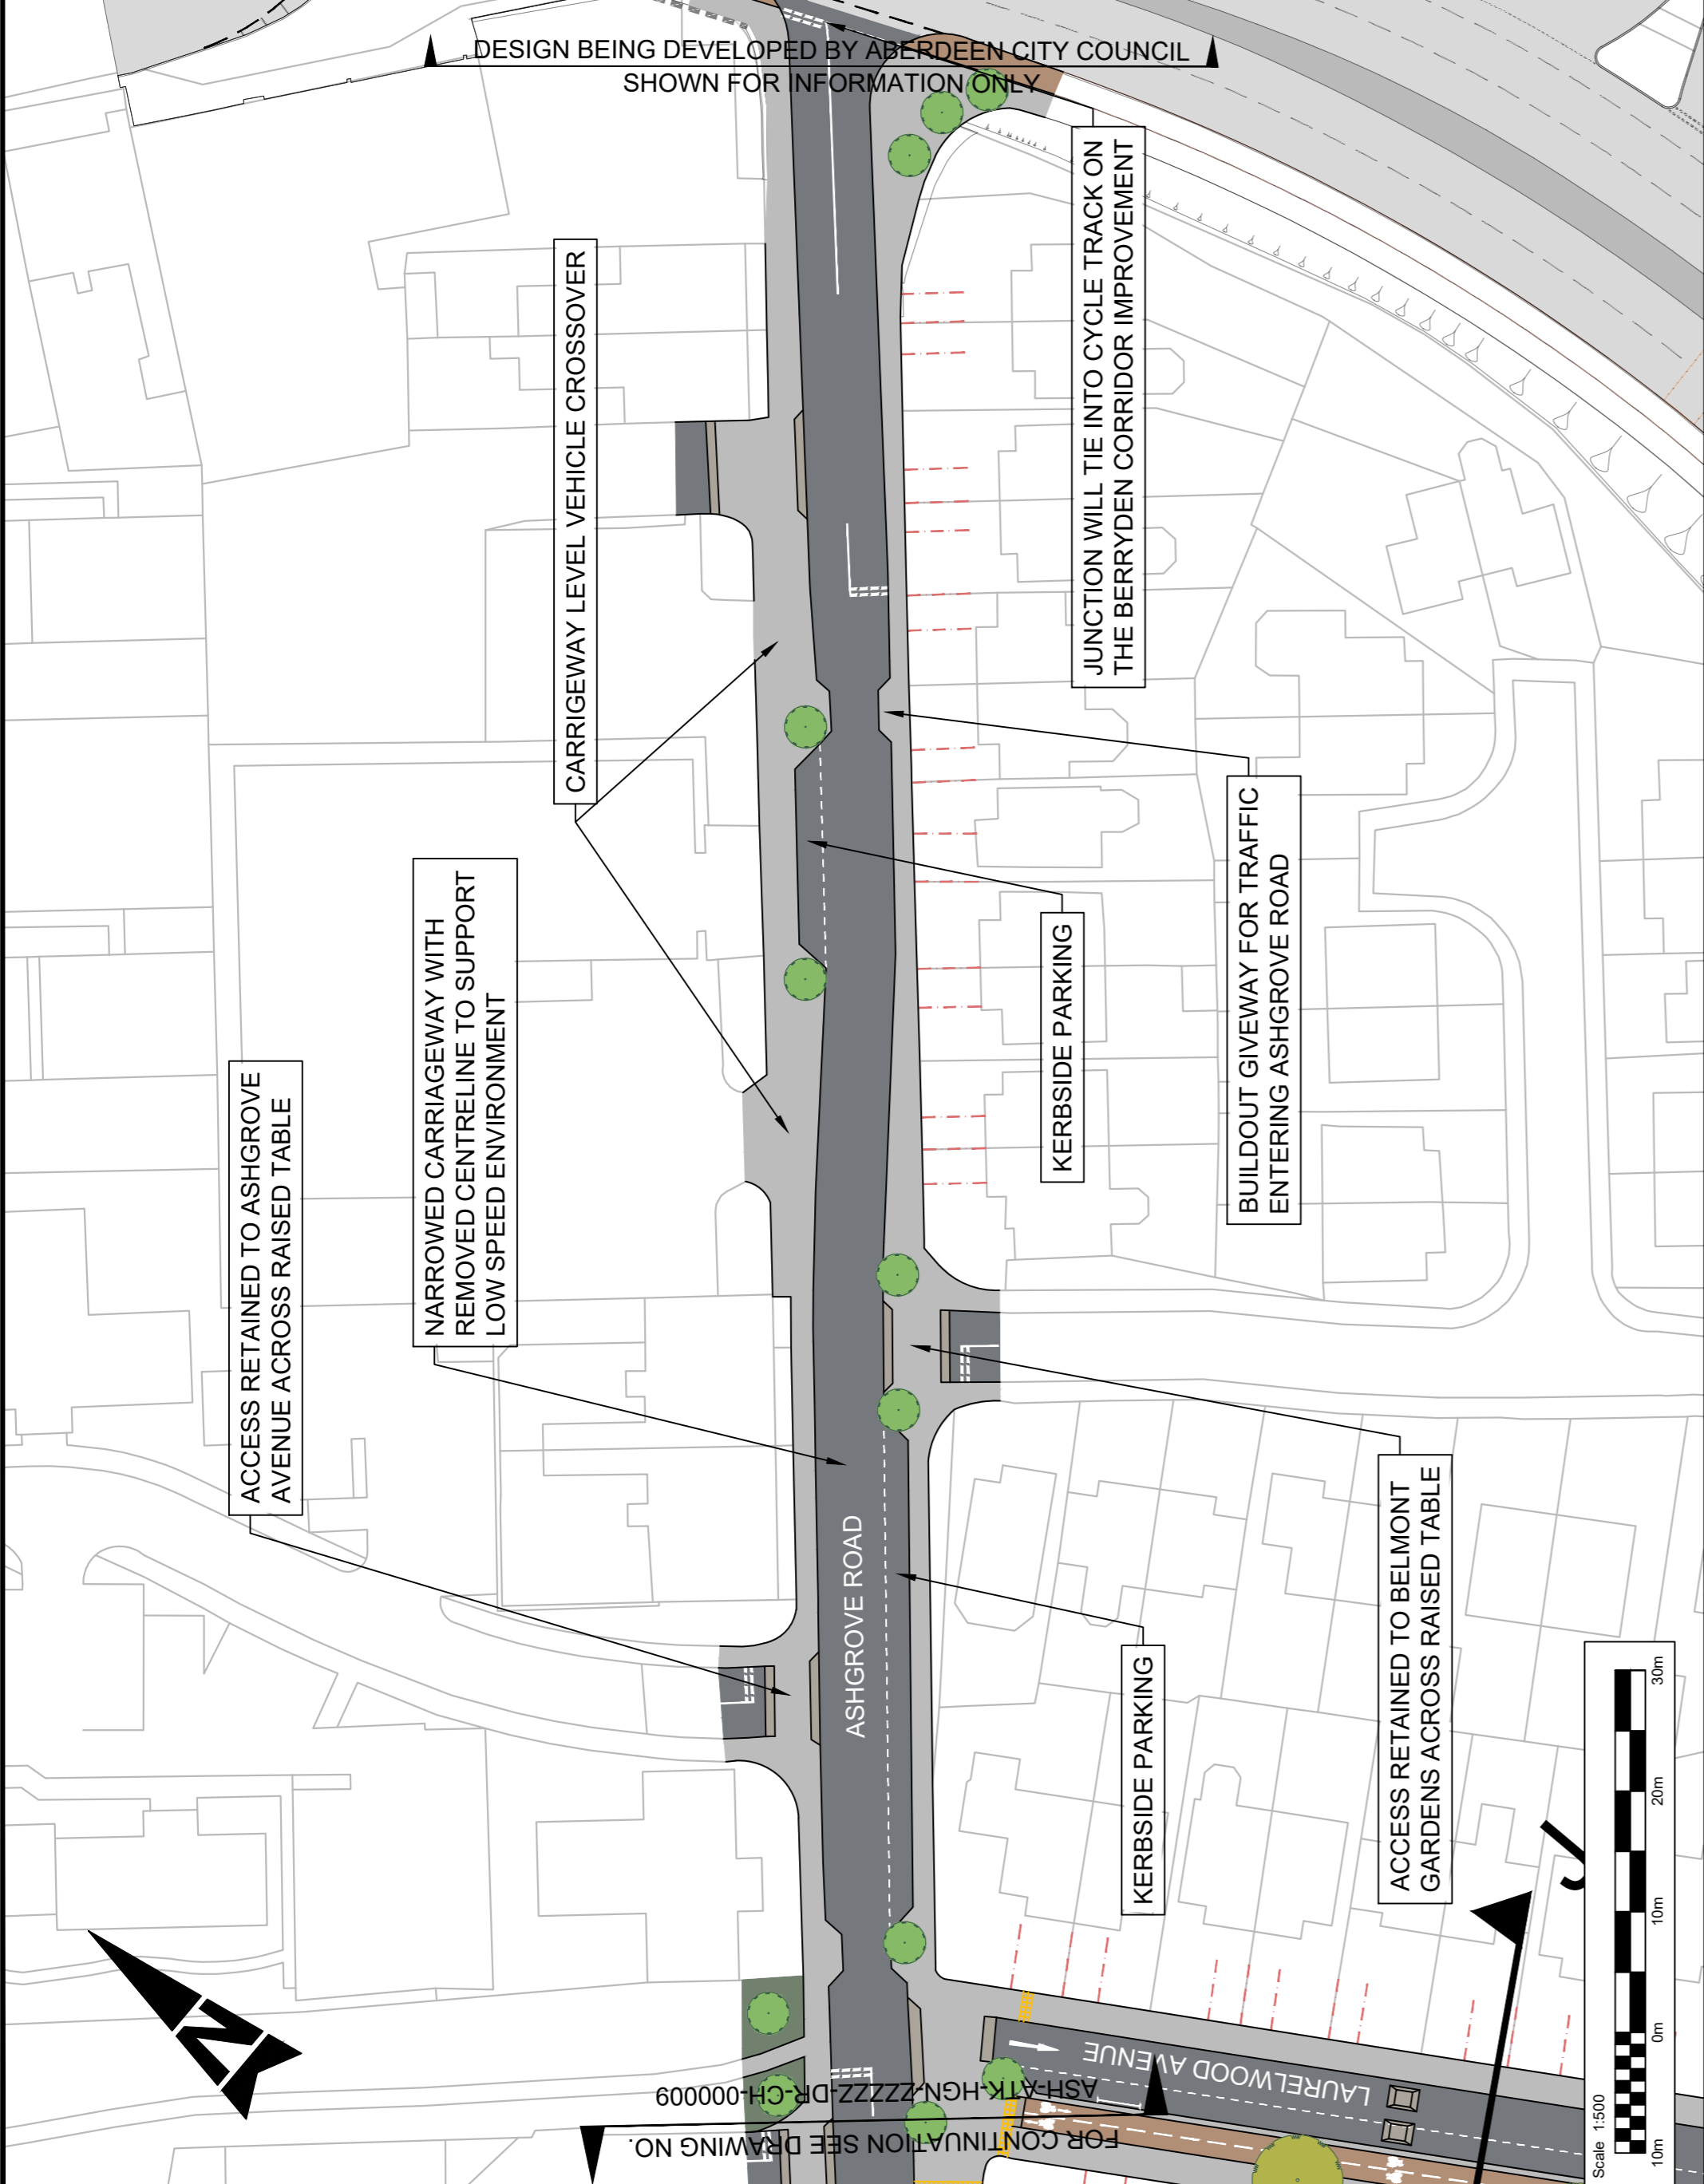 DESIGN BEING DEVELOPED BY ABERDEEN CITY COUNCIL
SHOWN FOR INFORMATION ONLY
CARRIGEWAY LEVEL VEHICLE CROSSOVER
JUNCTION WILL TIE INTO CYCLE TRACK ON
THE BERRYDEN CORRIDOR IMPROVEMENT
NARROWED CARRIAGEWAY WITH
REMOVED CENTRELINE TO SUPPORT
LOW SPEED ENVIRONMENT
ACCESS RETAINED TO ASHGROVE
AVENUE ACROSS RAISED TABLE
KERBSIDE PARKING
BUILDOUT GIVEWAY FOR TRAFFIC
ENTERING ASHGROVE ROAD
ASHGROVE ROAD
KERBSIDE PARKING
ACCESS RETAINED TO BELMONT
GARDENS ACROSS RAISED TABLE
N
LAURELWOOD AVENUE
FOR CONTINUATION SEE DRAWING NO.
ASH-ATK-HGN-ZZZZZ-DR-CH-000009
Scale 1:500
10m 0m 10m 20m 30m